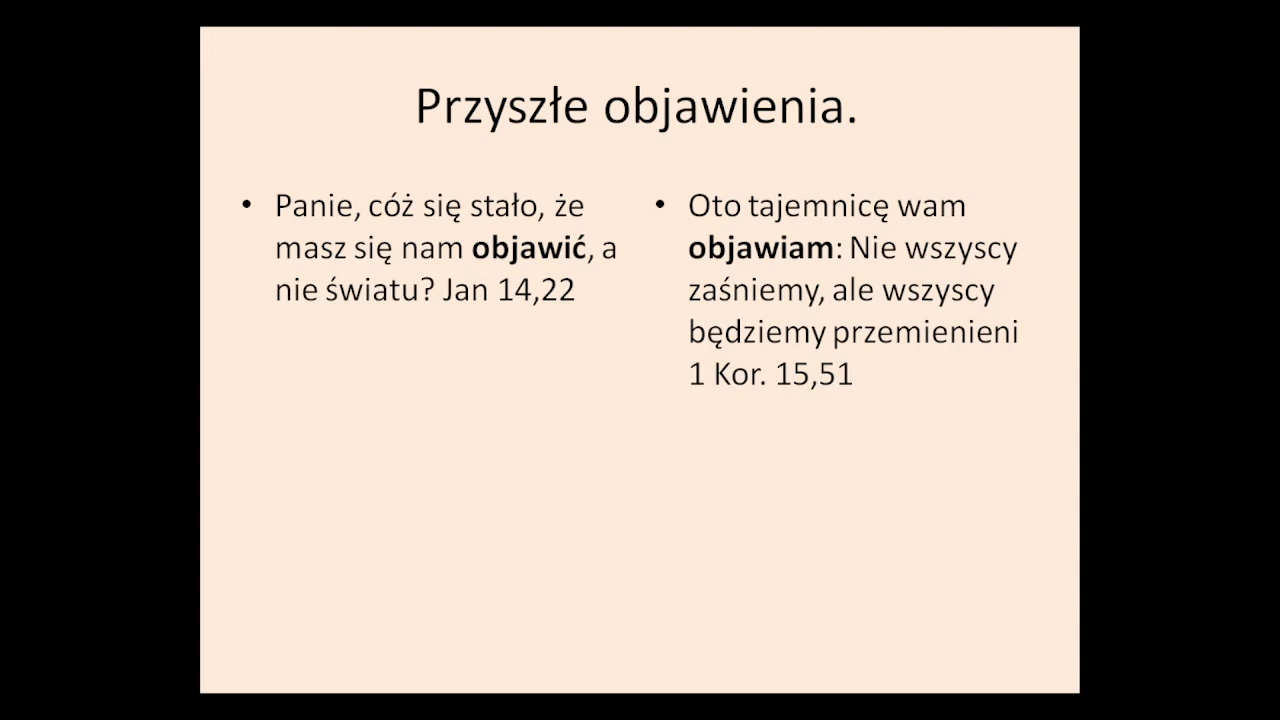 Przyszłe objawienia.
• Panie, cóż się stało, że
masz się nam objawić, a
nie światu? Jan 14,22
• Oto tajemnicę wam
objawiam: Nie wszyscy
zaśniemy, ale wszyscy
będziemy przemienieni
1 Kor. 15,51